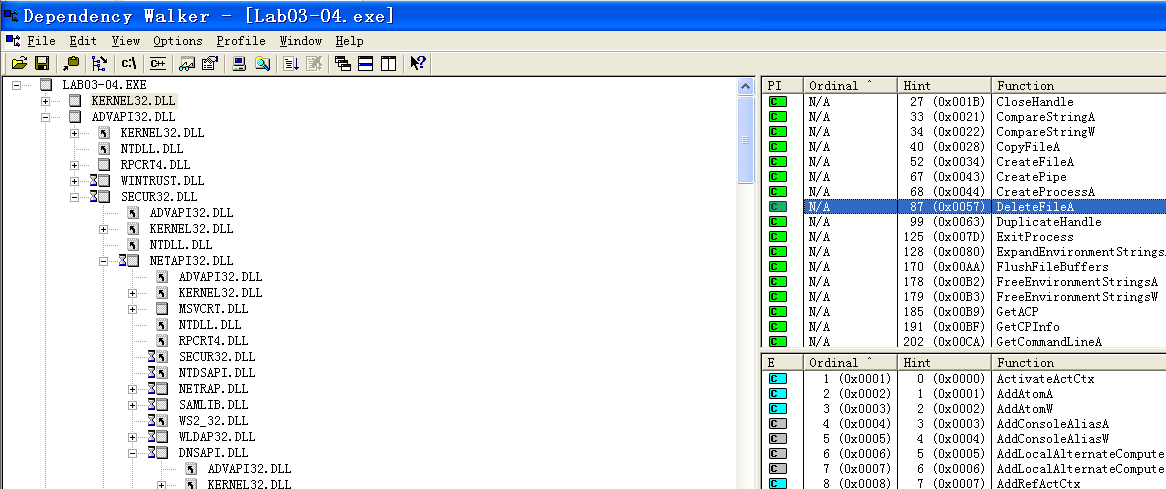 Dependency Walker - [Lab03-04.exe]
File Edit View Options Profile Window Help
c:\ C++
LAB03-04.EXE
KERNEL32.DLL
ADVAPI32.DLL
KERNEL32.DLL
NTDLL.DLL
RPCRT4.DLL
WINTRUST.DLL
SECUR32.DLL
ADVAPI32.DLL
KERNEL32.DLL
NTDLL.DLL
NETAPI32.DLL
ADVAPI32.DLL
KERNEL32.DLL
MSVCRT.DLL
NTDLL.DLL
RPCRT4.DLL
SECUR32.DLL
NTDSAPI.DLL
NETRAP.DLL
SAMLIB.DLL
WS2_32.DLL
WLDAP32.DLL
DNSAPI.DLL
ADVAPI32.DLL
KERNEL32.DLL
PI Ordinal ^ Hint Function
C N/A 27 (0x001B) CloseHandle
C N/A 33 (0x0021) CompareStringA
C N/A 34 (0x0022) CompareStringW
C N/A 40 (0x0028) CopyFileA
C N/A 52 (0x0034) CreateFileA
C N/A 67 (0x0043) CreatePipe
C N/A 68 (0x0044) CreateProcessA
C N/A 87 (0x0057) DeleteFileA
C N/A 99 (0x0063) DuplicateHandle
C N/A 125 (0x007D) ExitProcess
C N/A 128 (0x0080) ExpandEnvironmentStrings
C N/A 170 (0x00AA) FlushFileBuffers
C N/A 178 (0x00B2) FreeEnvironmentStringsA
C N/A 179 (0x00B3) FreeEnvironmentStringsW
C N/A 185 (0x00B9) GetACP
C N/A 191 (0x00BF) GetCPInfo
C N/A 202 (0x00CA) GetCommandLineA
E Ordinal ^ Hint Function
C 1 (0x0001) 0 (0x0000) ActivateActCtx
C 2 (0x0002) 1 (0x0001) AddAtomA
C 3 (0x0003) 2 (0x0002) AddAtomW
C 4 (0x0004) 3 (0x0003) AddConsoleAliasA
C 5 (0x0005) 4 (0x0004) AddConsoleAliasW
C 6 (0x0006) 5 (0x0005) AddLocalAlternateCompute
C 7 (0x0007) 6 (0x0006) AddLocalAlternateCompute
C 8 (0x0008) 7 (0x0007) AddRefActCtx